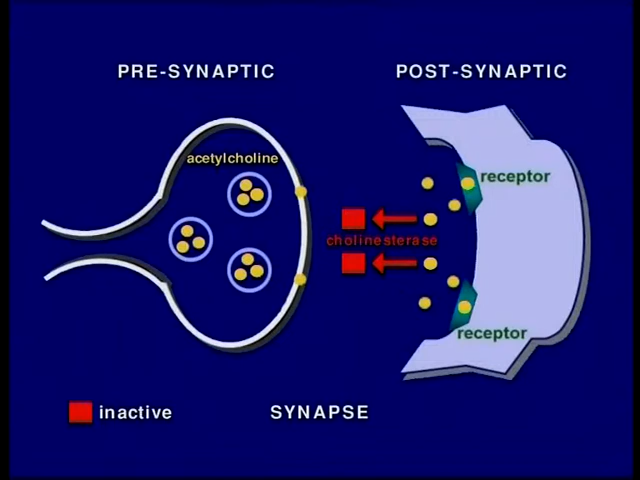 PRE-SYNAPTIC
POST-SYNAPTIC
acetylcholine
receptor
cholinesterase
receptor
inactive
SYNAPSE